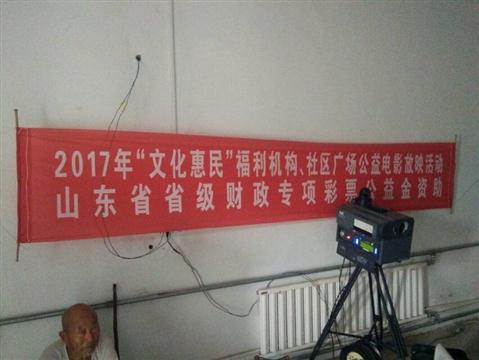 2017年“文化惠民”福利机构、社区广场公益电影放映活动
山东省省级财政专项彩票公益金资助